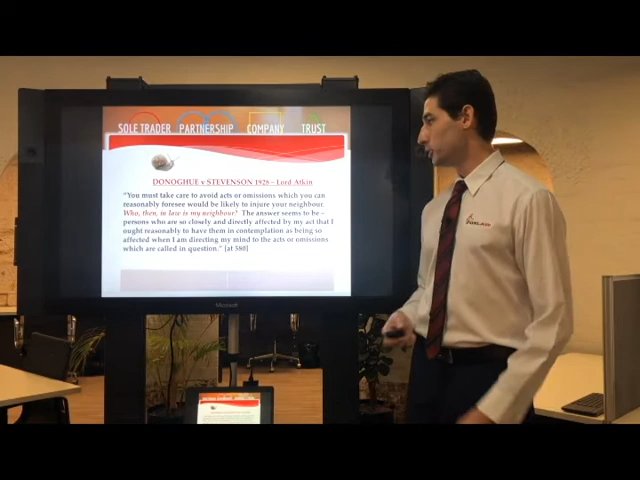 SOLE TRADER PARTNERSHIP COMPANY TRUST
DONOGHUE v STEVENSON 1928 – Lord Atkin
"You must take care to avoid acts or omissions which you can
reasonably foresee would be likely to injure your neighbour.
Who, then, in law is my neighbour? The answer seems to be –
persons who are so closely and directly affected by my act that I
ought reasonably to have them in contemplation as being so
affected when I am directing my mind to the acts or omissions
which are called in question." [at 580]
Microsoft